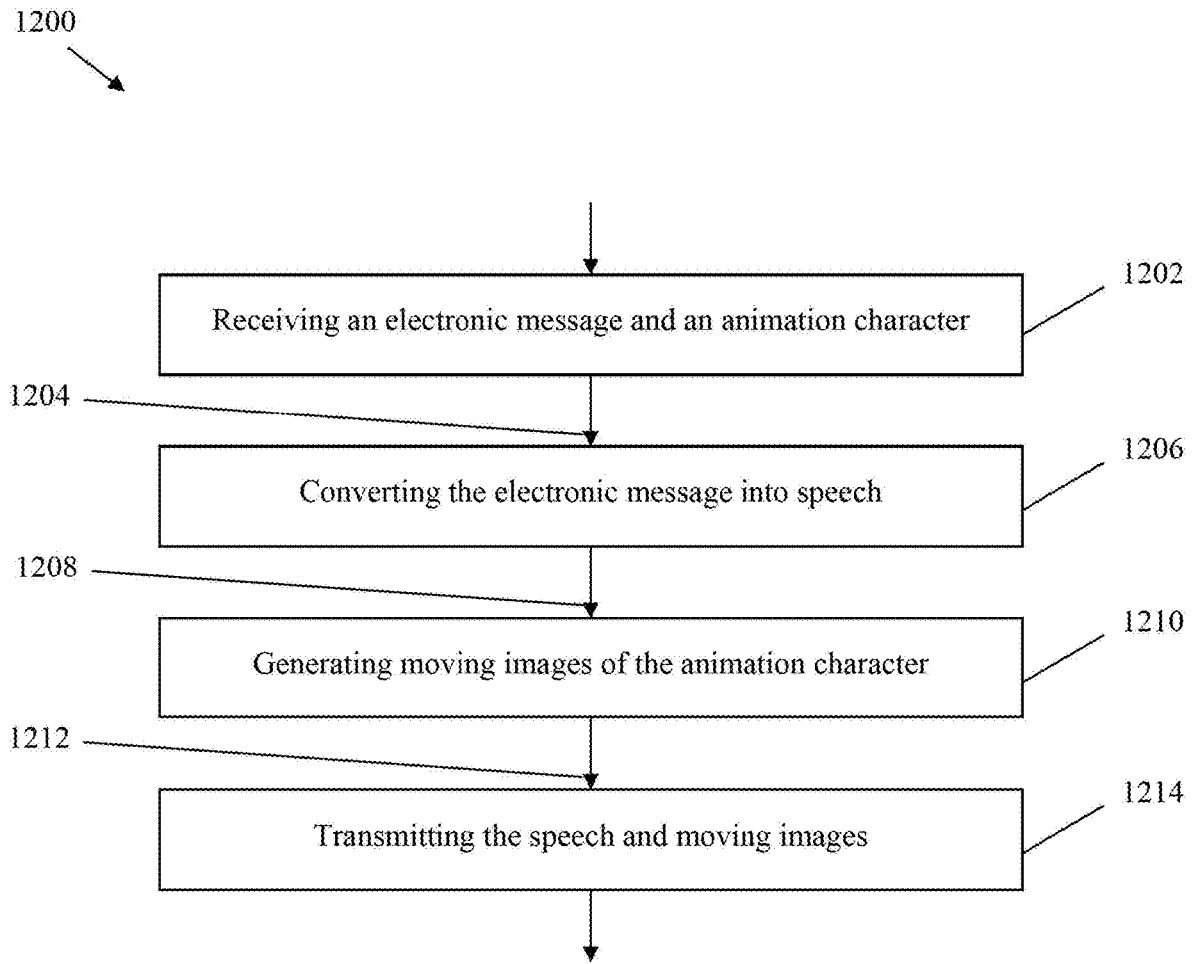 1200
Receiving an electronic message and an animation character
1202
1204
Converting the electronic message into speech
1206
1208
Generating moving images of the animation character
1210
1212
Transmitting the speech and moving images
1214